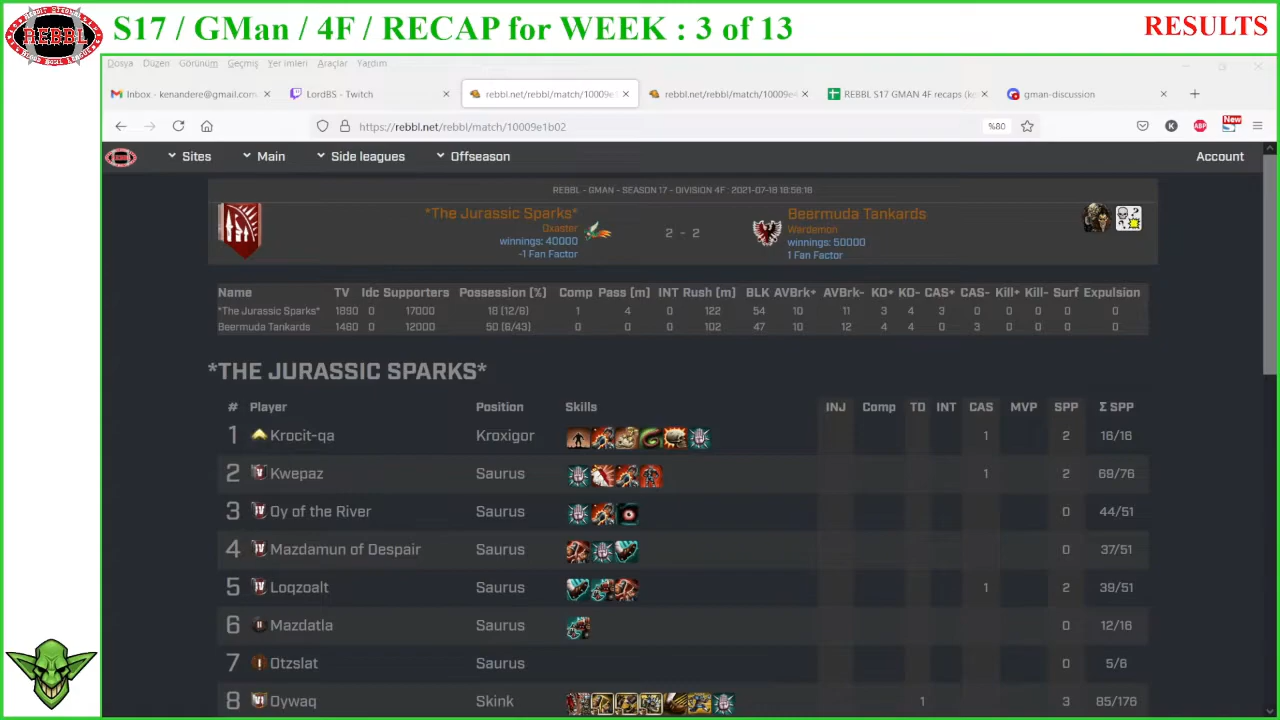 S17 / GMan / 4F / RECAP for WEEK : 3 of 13
RESULTS
REBBL
Dosya Düzen Görünüm Geçmiş Yer imleri Araçlar Yardım
Inbox - kenandere@gmail.com
LordBS - Twitch
rebbl.net/rebbl/match/10009e1
rebbl.net/rebbl/match/10009e
REBBL S17 GMAN 4F recaps (ke
gman-discussion
https://rebbl.net/rebbl/match/10009e1b02
%80
New
Sites Main Side leagues Offseason Account
REBBL - GMAN - SEASON 17 - DIVISION 4F : 2021-07-18 18:58:16
*The Jurassic Sparks*
Oxaster
winnings: 40000
-1 Fan Factor
2 - 2
Beermuda Tankards
Wardemon
winnings: 50000
1 Fan Factor
Name TV Idc Supporters Possession (%) Comp Pass (m) INT Rush (m) BLK AVBrk+ AVBrk- KO+ KO- CAS+ CAS- Kill+ Kill- Surf Expulsion
*The Jurassic Sparks* 1890 0 17000 18 (12/6) 1 4 0 122 54 10 11 3 4 3 0 0 0 0 0
Beermuda Tankards 1460 0 12000 50 (6/43) 0 0 0 102 47 10 12 4 4 0 3 0 0 0 0
*THE JURASSIC SPARKS*
# Player Position Skills INJ Comp TD INT CAS MVP SPP Σ SPP
1 Krocit-qa Kroxigor 1 2 16/16
2 Kwepaz Saurus 1 2 69/76
3 Oy of the River Saurus 0 44/51
4 Mazdamun of Despair Saurus 0 37/51
5 Loqzoalt Saurus 1 2 39/51
6 Mazdatla Saurus 0 12/16
7 Otzslat Saurus 0 5/6
8 Oywaq Skink 1 3 85/176